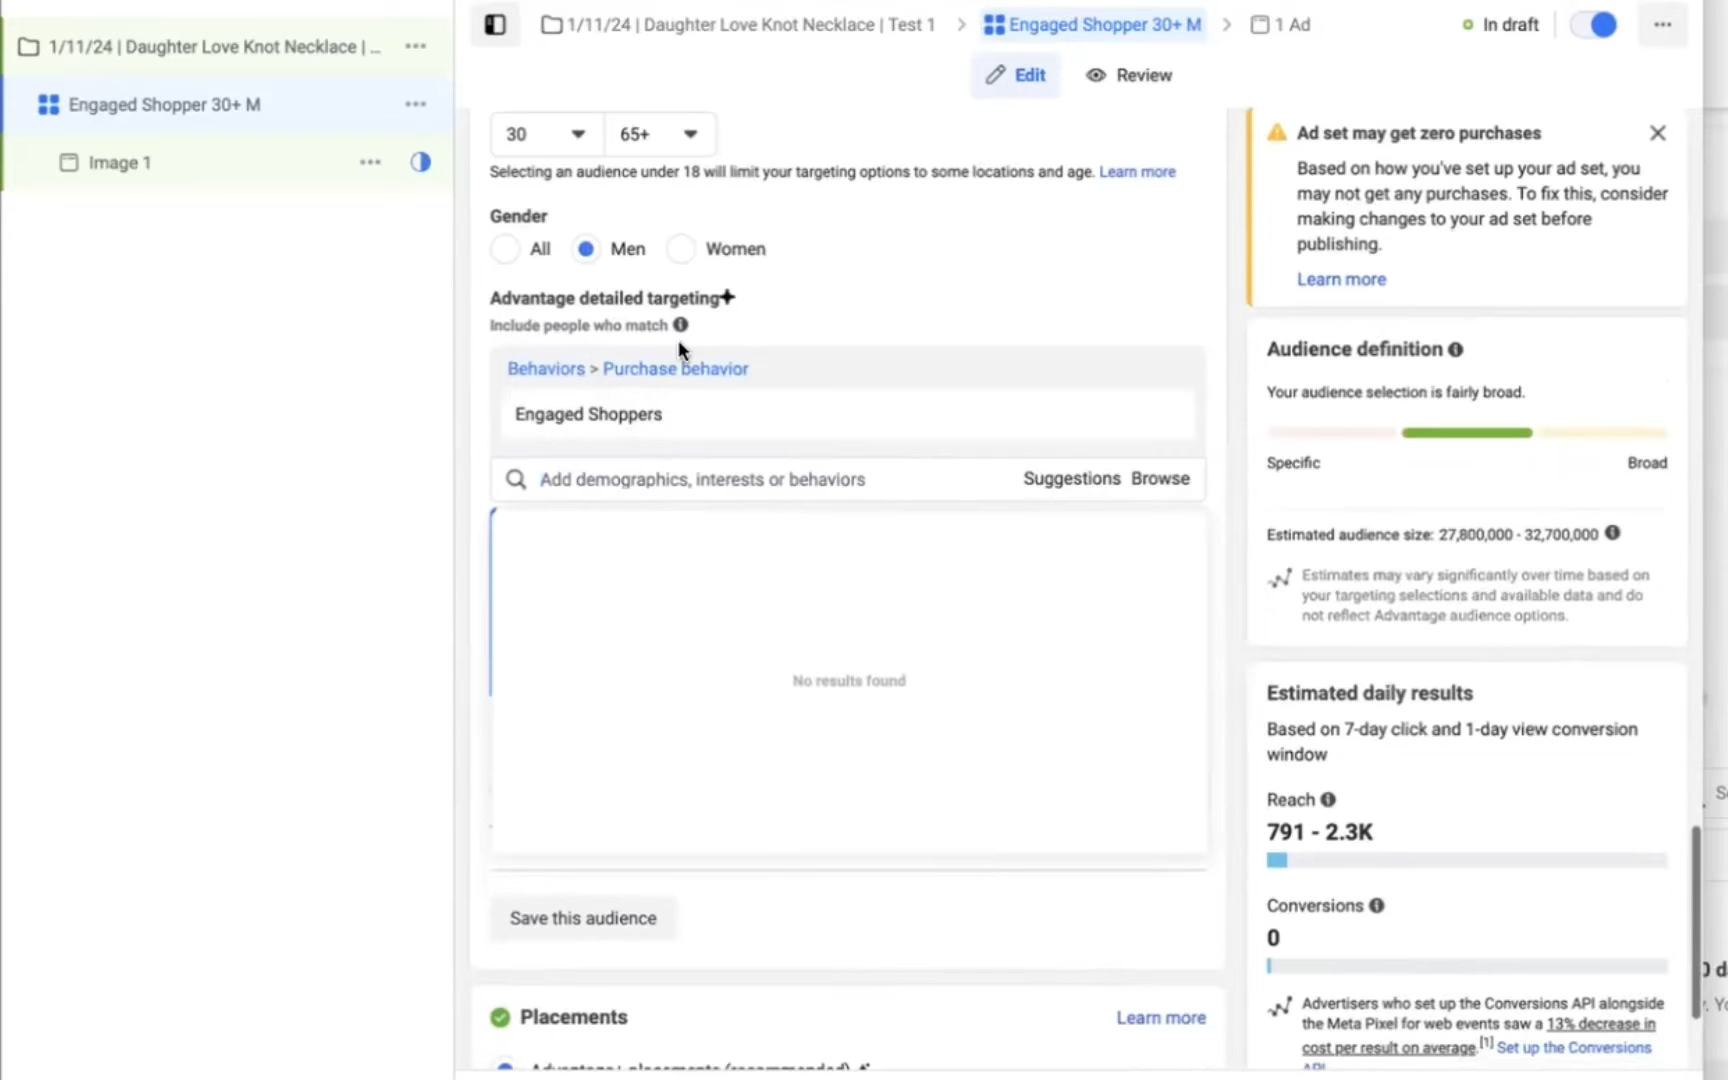 1/11/24 | Daughter Love Knot Necklace | ...
Engaged Shopper 30+ M
Image 1
1/11/24 | Daughter Love Knot Necklace | Test 1 > Engaged Shopper 30+ M > 1 Ad
In draft
Edit
Review
30
65+
Selecting an audience under 18 will limit your targeting options to some locations and age. Learn more
Gender
All
Men
Women
Advantage detailed targeting
Include people who match
Behaviors > Purchase behavior
Engaged Shoppers
Add demographics, interests or behaviors
Suggestions
Browse
No results found
Save this audience
Placements
Learn more
Advantage+ placements (recommended)
Ad set may get zero purchases
Based on how you've set up your ad set, you
may not get any purchases. To fix this, consider
making changes to your ad set before
publishing.
Learn more
Audience definition
Your audience selection is fairly broad.
Specific
Broad
Estimated audience size: 27,800,000 - 32,700,000
Estimates may vary significantly over time based on
your targeting selections and available data and do
not reflect Advantage audience options.
Estimated daily results
Based on 7-day click and 1-day view conversion
window
Reach
791 - 2.3K
Conversions
0
Advertisers who set up the Conversions API alongside
the Meta Pixel for web events saw a 13% decrease in
cost per result on average.[1] Set up the Conversions
API